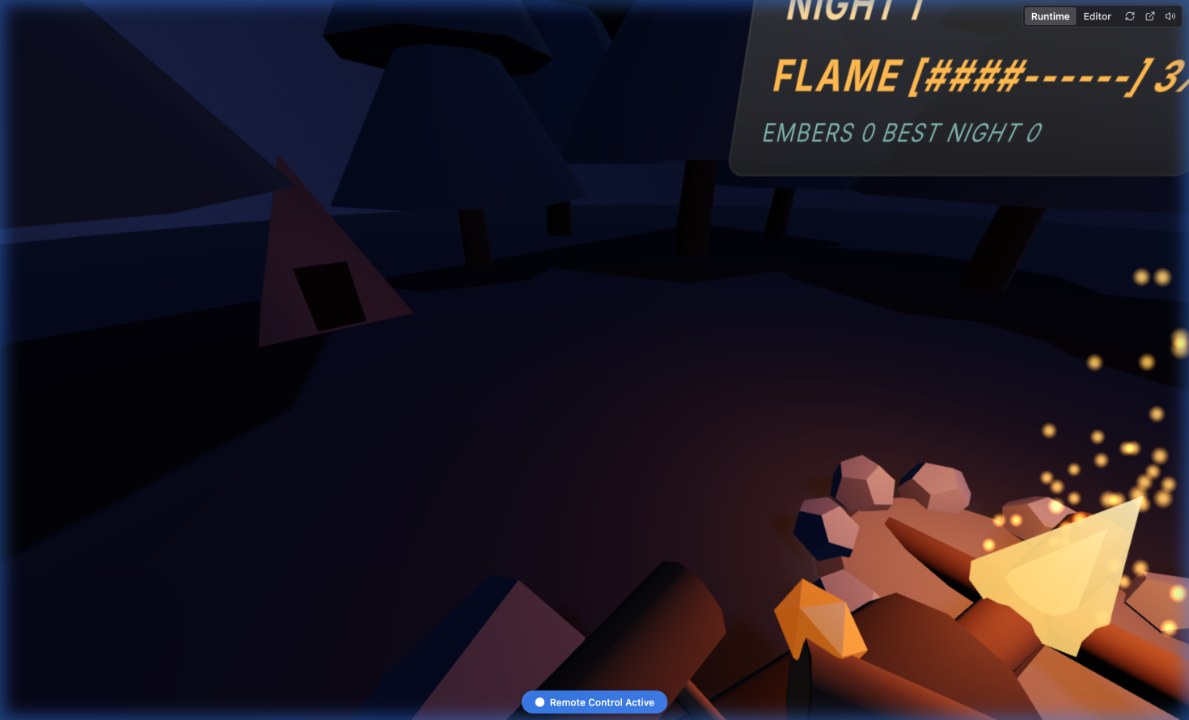 NIGHT 1
Runtime Editor
FLAME [####------] 3/
EMBERS 0 BEST NIGHT 0
Remote Control Active